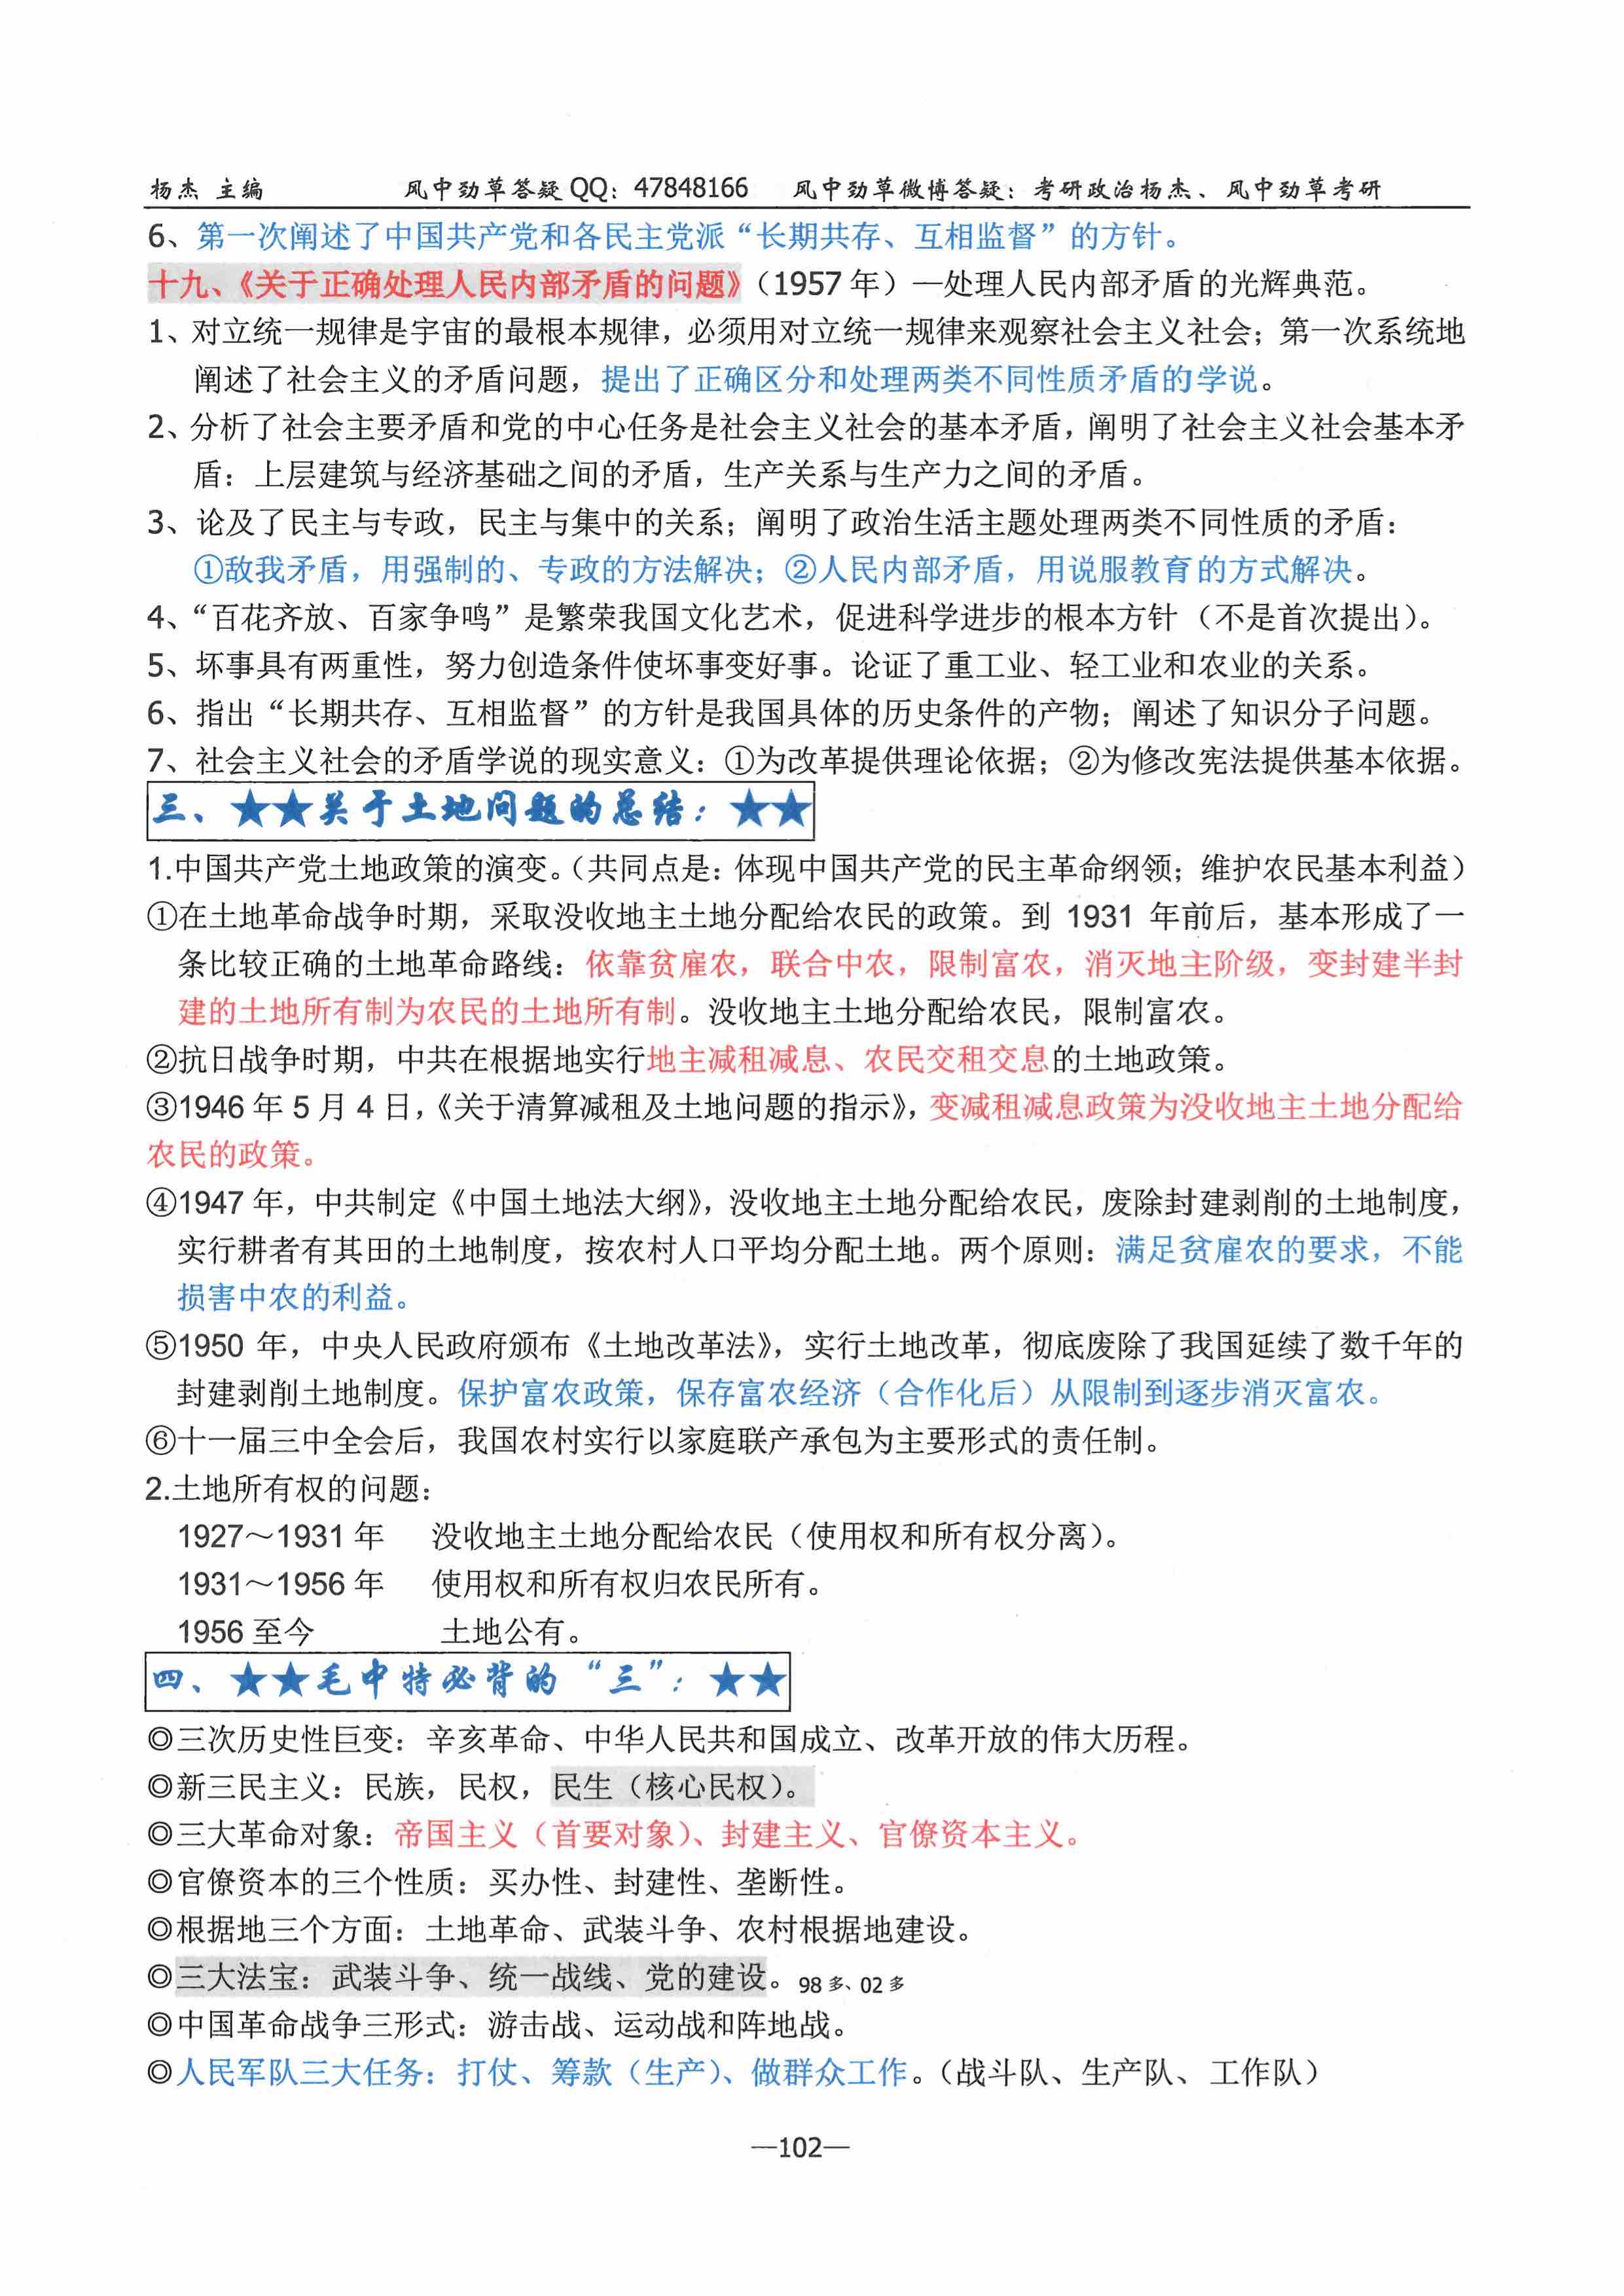 杨杰 主编 风中劲草答疑QQ：47848166 风中劲草微博答疑：考研政治杨杰、风中劲草考研
6、第一次阐述了中国共产党和各民主党派“长期共存、互相监督”的方针。
十九、《关于正确处理人民内部矛盾的问题》（1957年）—处理人民内部矛盾的光辉典范。
1、对立统一规律是宇宙的最根本规律，必须用对立统一规律来观察社会主义社会；第一次系统地
阐述了社会主义的矛盾问题，提出了正确区分和处理两类不同性质矛盾的学说。
2、分析了社会主要矛盾和党的中心任务是社会主义社会的基本矛盾，阐明了社会主义社会基本矛
盾：上层建筑与经济基础之间的矛盾，生产关系与生产力之间的矛盾。
3、论及了民主与专政，民主与集中的关系；阐明了政治生活主题处理两类不同性质的矛盾：
①敌我矛盾，用强制的、专政的方法解决；②人民内部矛盾，用说服教育的方式解决。
4、“百花齐放、百家争鸣”是繁荣我国文化艺术，促进科学进步的根本方针（不是首次提出）。
5、坏事具有两重性，努力创造条件使坏事变好事。论证了重工业、轻工业和农业的关系。
6、指出“长期共存、互相监督”的方针是我国具体的历史条件的产物；阐述了知识分子问题。
7、社会主义社会的矛盾学说的现实意义：①为改革提供理论依据；②为修改宪法提供基本依据。
三、★★关于土地问题的总结：★★
1.中国共产党土地政策的演变。（共同点是：体现中国共产党的民主革命纲领；维护农民基本利益）
①在土地革命战争时期，采取没收地主土地分配给农民的政策。到 1931 年前后，基本形成了一
条比较正确的土地革命路线：依靠贫雇农，联合中农，限制富农，消灭地主阶级，变封建半封
建的土地所有制为农民的土地所有制。没收地主土地分配给农民，限制富农。
②抗日战争时期，中共在根据地实行地主减租减息、农民交租交息的土地政策。
③1946 年 5 月 4 日，《关于清算减租及土地问题的指示》，变减租减息政策为没收地主土地分配给
农民的政策。
④1947 年，中共制定《中国土地法大纲》，没收地主土地分配给农民，废除封建剥削的土地制度，
实行耕者有其田的土地制度，按农村人口平均分配土地。两个原则：满足贫雇农的要求，不能
损害中农的利益。
⑤1950 年，中央人民政府颁布《土地改革法》，实行土地改革，彻底废除了我国延续了数千年的
封建剥削土地制度。保护富农政策，保存富农经济（合作化后）从限制到逐步消灭富农。
⑥十一届三中全会后，我国农村实行以家庭联产承包为主要形式的责任制。
2.土地所有权的问题：
1927～1931 年 没收地主土地分配给农民（使用权和所有权分离）。
1931～1956 年 使用权和所有权归农民所有。
1956 至今 土地公有。
四、★★毛中特必背的“三”：★★
◎三次历史性巨变：辛亥革命、中华人民共和国成立、改革开放的伟大历程。
◎新三民主义：民族，民权，民生（核心民权）。
◎三大革命对象：帝国主义（首要对象）、封建主义、官僚资本主义。
◎官僚资本的三个性质：买办性、封建性、垄断性。
◎根据地三个方面：土地革命、武装斗争、农村根据地建设。
◎三大法宝：武装斗争、统一战线、党的建设。98多、02多
◎中国革命战争三形式：游击战、运动战和阵地战。
◎人民军队三大任务：打仗、筹款（生产）、做群众工作。（战斗队、生产队、工作队）
—102—